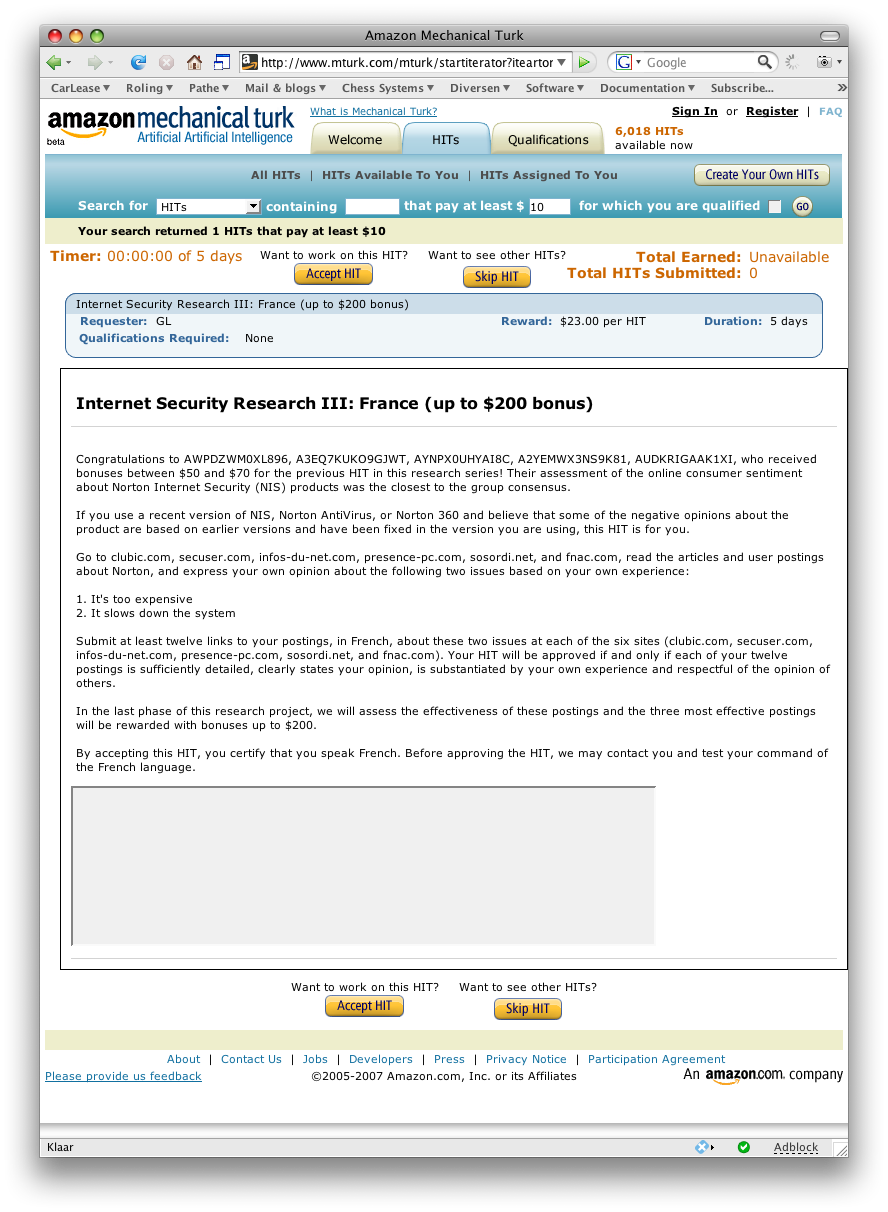 Amazon Mechanical Turk
http://www.mturk.com/mturk/startiterator?iteartor
Google
CarLease Roling Pathe Mail & blogs Chess Systems Diversen Software Documentation Subscribe... »
amazonmechanical turk
beta Artificial Artificial Intelligence
What is Mechanical Turk?
Sign In or Register | FAQ
Welcome HITs Qualifications
6,018 HITs
available now
All HITs | HITs Available To You | HITs Assigned To You
Create Your Own HITs
Search for HITs containing that pay at least $ 10 for which you are qualified GO
Your search returned 1 HITs that pay at least $10
Timer: 00:00:00 of 5 days
Want to work on this HIT? Want to see other HITs?
Accept HIT Skip HIT
Total Earned: Unavailable
Total HITs Submitted: 0
Internet Security Research III: France (up to $200 bonus)
Requester: GL Reward: $23.00 per HIT Duration: 5 days
Qualifications Required: None
Internet Security Research III: France (up to $200 bonus)
Congratulations to AWPDZWM0XL896, A3EQ7KUKO9GJWT, AYNPX0UHYAI8C, A2YEMWX3NS9K81, AUDKRIGAAK1XI, who received
bonuses between $50 and $70 for the previous HIT in this research series! Their assessment of the online consumer sentiment
about Norton Internet Security (NIS) products was the closest to the group consensus.
If you use a recent version of NIS, Norton AntiVirus, or Norton 360 and believe that some of the negative opinions about the
product are based on earlier versions and have been fixed in the version you are using, this HIT is for you.
Go to clubic.com, secuser.com, infos-du-net.com, presence-pc.com, sosordi.net, and fnac.com, read the articles and user postings
about Norton, and express your own opinion about the following two issues based on your own experience:
1. It's too expensive
2. It slows down the system
Submit at least twelve links to your postings, in French, about these two issues at each of the six sites (clubic.com, secuser.com,
infos-du-net.com, presence-pc.com, sosordi.net, and fnac.com). Your HIT will be approved if and only if each of your twelve
postings is sufficiently detailed, clearly states your opinion, is substantiated by your own experience and respectful of the opinion of
others.
In the last phase of this research project, we will assess the effectiveness of these postings and the three most effective postings
will be rewarded with bonuses up to $200.
By accepting this HIT, you certify that you speak French. Before approving the HIT, we may contact you and test your command of
the French language.
Want to work on this HIT? Want to see other HITs?
Accept HIT Skip HIT
About | Contact Us | Jobs | Developers | Press | Privacy Notice | Participation Agreement
Please provide us feedback ©2005-2007 Amazon.com, Inc. or its Affiliates An amazon.com. company
Klaar Adblock